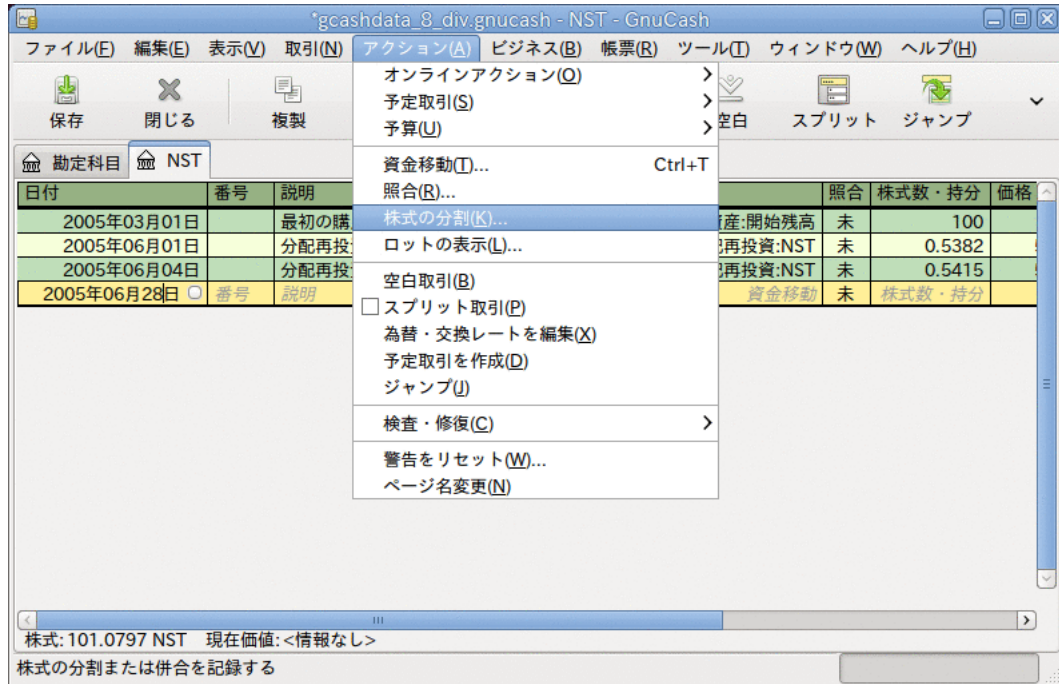 *gcashdata_8_div.gnucash - NST - GnuCash
ファイル(F) 編集(E) 表示(V) 取引(N) アクション(A) ビジネス(B) 帳票(R) ツール(T) ウィンドウ(W) ヘルプ(H)
保存 閉じる 複製 空白 スプリット ジャンプ
オンラインアクション(O)
予定取引(S)
予算(U)
資金移動(T)... Ctrl+T
照合(R)...
株式の分割(K)...
ロットの表示(L)...
空白取引(B)
スプリット取引(P)
為替・交換レートを編集(X)
予定取引を作成(D)
ジャンプ(J)
検査・修復(C)
警告をリセット(W)...
ページ名変更(N)
勘定科目 NST
日付 番号 説明 照合 株式数・持分 価格
2005年03月01日 最初の購 産:開始残高 未 100
2005年06月01日 分配再投 再投資:NST 未 0.5382
2005年06月04日 分配再投 再投資:NST 未 0.5415
2005年06月28日 番号 説明 資金移動 未 株式数・持分
株式: 101.0797 NST 現在価値: <情報なし>
株式の分割または併合を記録する